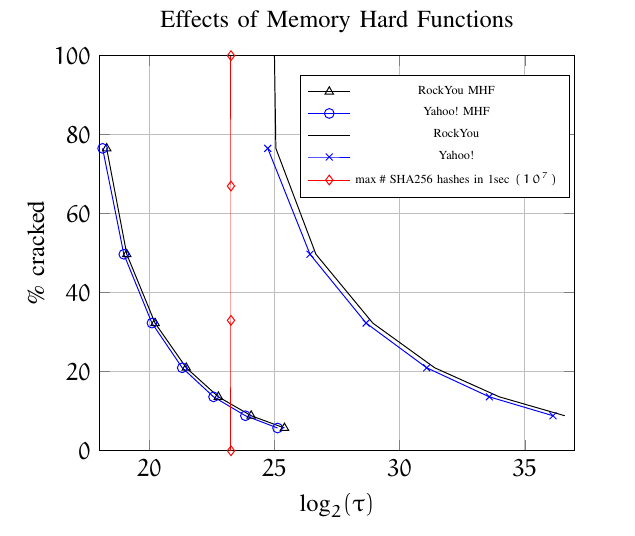 Effects of Memory Hard Functions
100
80
60
40
20
0
% cracked
RockYou MHF
Yahoo! MHF
RockYou
Yahoo!
max # SHA256 hashes in 1sec (10^7)
20 25 30 35
log₂(τ)